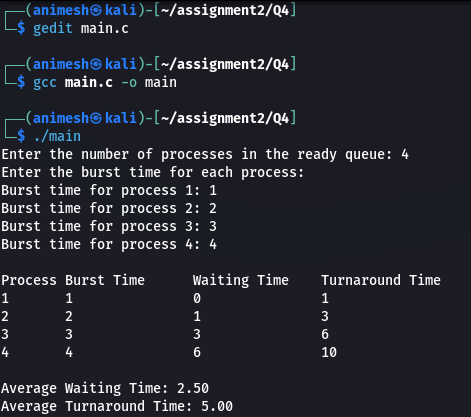 ┌──(animesh㉿kali)-[~/assignment2/Q4]
└─$ gedit main.c
┌──(animesh㉿kali)-[~/assignment2/Q4]
└─$ gcc main.c -o main
┌──(animesh㉿kali)-[~/assignment2/Q4]
└─$ ./main
Enter the number of processes in the ready queue: 4
Enter the burst time for each process:
Burst time for process 1: 1
Burst time for process 2: 2
Burst time for process 3: 3
Burst time for process 4: 4
Process Burst Time      Waiting Time    Turnaround Time
1       1               0               1
2       2               1               3
3       3               3               6
4       4               6               10
Average Waiting Time: 2.50
Average Turnaround Time: 5.00